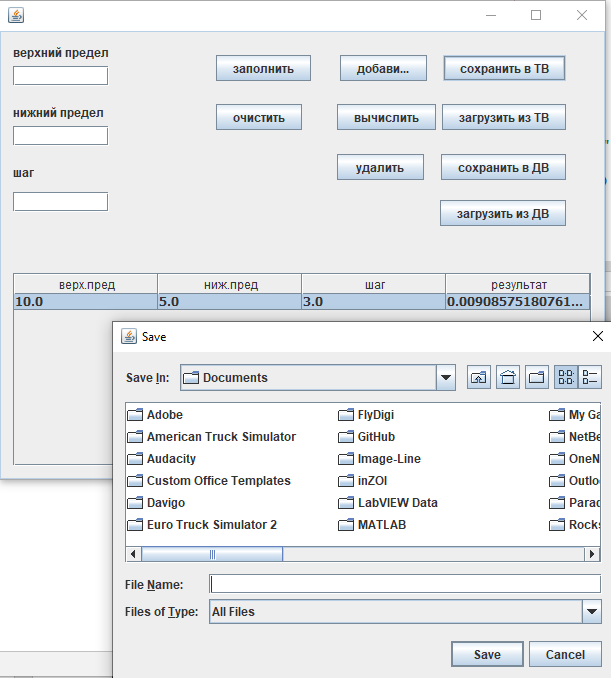 верхний предел
заполнить
добави...
сохранить в ТВ
нижний предел
очистить
вычислить
загрузить из ТВ
шаг
удалить
сохранить в ДВ
загрузить из ДВ
верх.пред ниж.пред шаг результат
10.0 5.0 3.0 0.00908575180761...
Save
Save In: Documents
Adobe FlyDigi My Ga
American Truck Simulator GitHub NetBe
Audacity Image-Line OneN
Custom Office Templates inZOI Outlo
Davigo LabVIEW Data Parad
Euro Truck Simulator 2 MATLAB Rocks
File Name:
Files of Type: All Files
Save Cancel